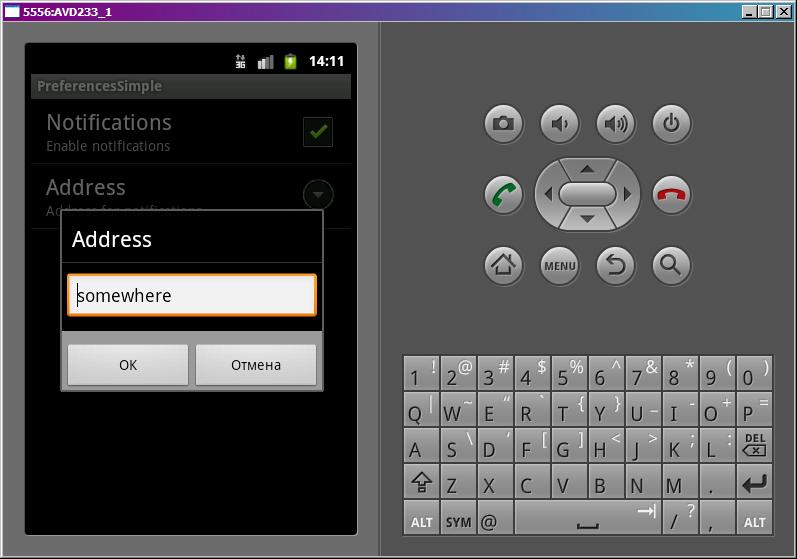 5556:AVD233_1
3G
14:11
PreferencesSimple
Notifications
Enable notifications
Address
Address for notifications
Address
somewhere
ОК
Отмена
MENU
1 ! 2 @ 3 # 4 $ 5 % 6 ^ 7 & 8 * 9 ( 0 )
Q | W ~ E “ R ` T { Y } U _ I - O + P =
A S \ D ‘ F [ G ] H < J > K ; L : DEL
Z X C V B N M .
ALT SYM @ / ? , ALT